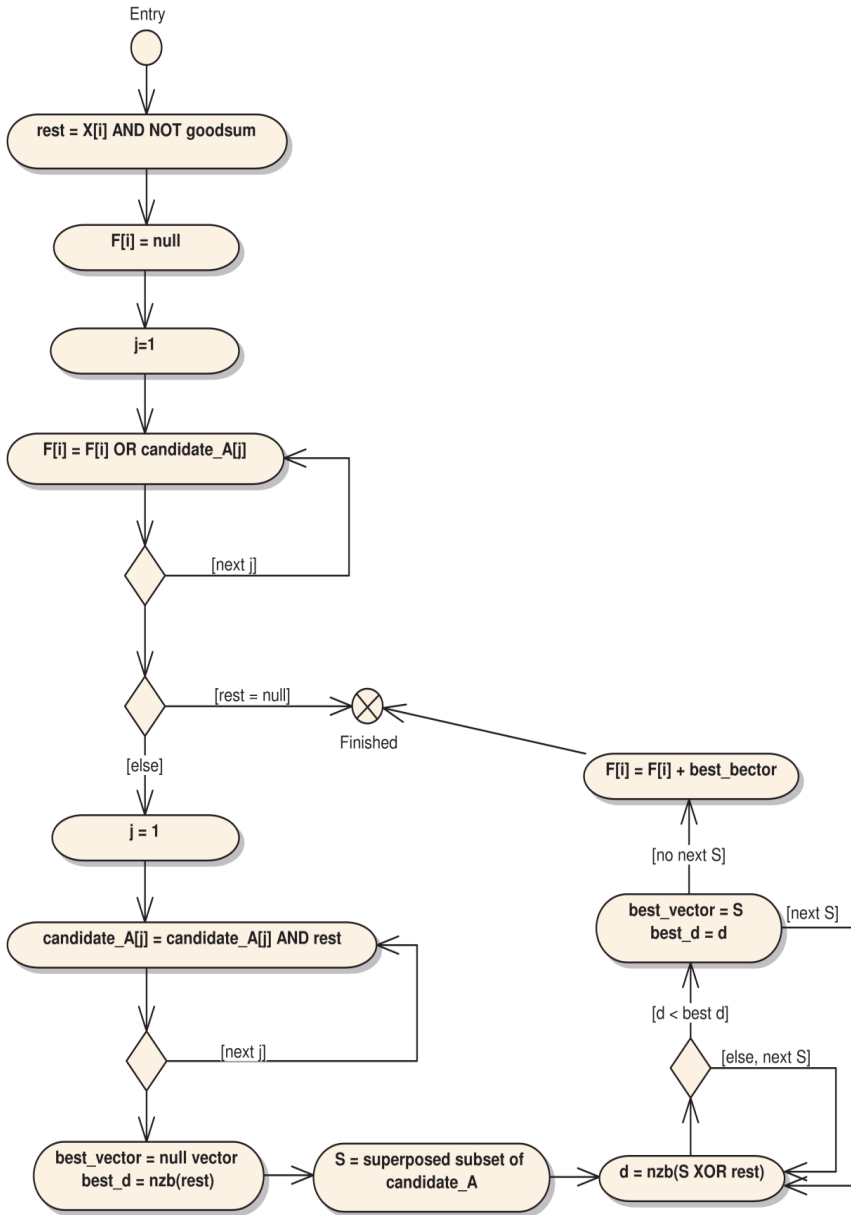 Entry
rest = X[i] AND NOT goodsum
F[i] = null
j=1
F[i] = F[i] OR candidate_A[j]
[next j]
[rest = null]
Finished
[else]
j = 1
candidate_A[j] = candidate_A[j] AND rest
[next j]
best_vector = null vector
best_d = nzb(rest)
S = superposed subset of
candidate_A
d = nzb(S XOR rest)
[else, next S]
[d < best d]
best_vector = S
best_d = d
[next S]
[no next S]
F[i] = F[i] + best_bector